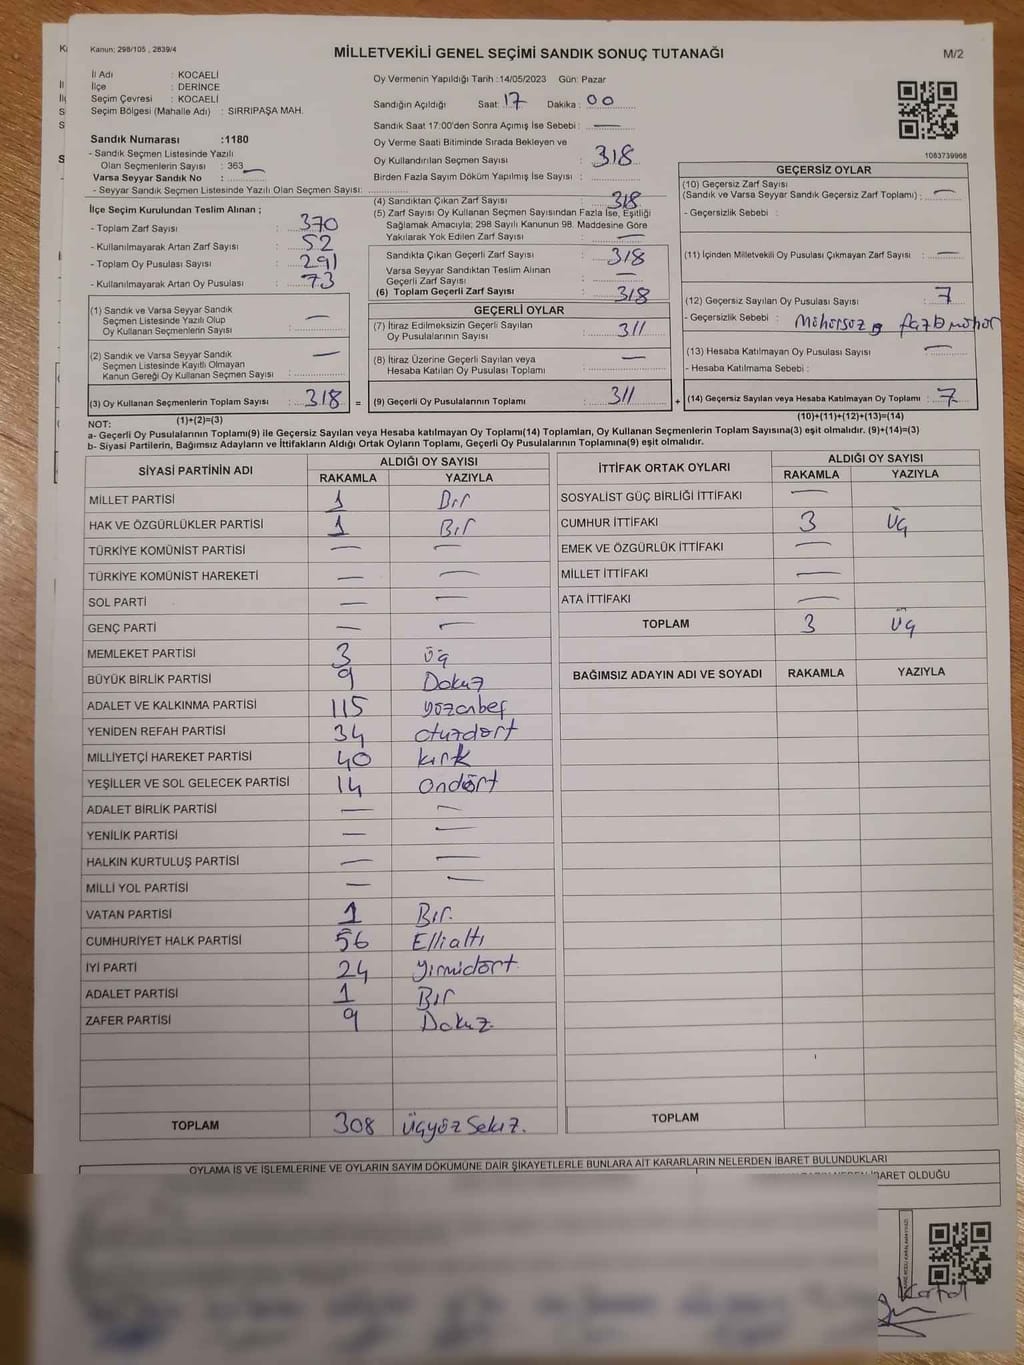 Kanun; 298/105 , 2839/4
MİLLETVEKİLİ GENEL SEÇİMİ SANDIK SONUÇ TUTANAĞI
M/2
İl Adı : KOCAELİ
İlçe : DERİNCE
Seçim Çevresi : KOCAELİ
Seçim Bölgesi (Mahalle Adı) : SIRRIPAŞA MAH.
Sandık Numarası :1180
- Sandık Seçmen Listesinde Yazılı
Olan Seçmenlerin Sayısı : 363
Varsa Seyyar Sandık No : —
- Seyyar Sandık Seçmen Listesinde Yazılı Olan Seçmen Sayısı:
Oy Vermenin Yapıldığı Tarih :14/05/2023 Gün: Pazar
Sandığın Açıldığı Saat: 17 Dakika : 00
Sandık Saat 17:00'den Sonra Açımış İse Sebebi : —
Oy Verme Saati Bitiminde Sırada Bekleyen ve
Oy Kullandırılan Seçmen Sayısı : 318
Birden Fazla Sayım Döküm Yapılmış İse Sayısı :
1083739968
İlçe Seçim Kurulundan Teslim Alınan ;
- Toplam Zarf Sayısı : 370
- Kullanılmayarak Artan Zarf Sayısı : 52
- Toplam Oy Pusulası Sayısı : 291
- Kullanılmayarak Artan Oy Pusulası : 73
(4) Sandıktan Çıkan Zarf Sayısı : 318
(5) Zarf Sayısı Oy Kullanan Seçmen Sayısından Fazla İse, Eşitliği
Sağlamak Amacıyla; 298 Sayılı Kanunun 98. Maddesine Göre
Yakılarak Yok Edilen Zarf Sayısı : —
Sandıkta Çıkan Geçerli Zarf Sayısı : 318
Varsa Seyyar Sandıktan Teslim Alınan
Geçerli Zarf Sayısı : —
(6) Toplam Geçerli Zarf Sayısı : 318
GEÇERSİZ OYLAR
(10) Geçersiz Zarf Sayısı
(Sandık ve Varsa Seyyar Sandık Geçersiz Zarf Toplamı) : —
- Geçersizlik Sebebi :
(11) İçinden Milletvekili Oy Pusulası Çıkmayan Zarf Sayısı : —
(12) Geçersiz Sayılan Oy Pusulası Sayısı : 7
- Geçersizlik Sebebi :
(13) Hesaba Katılmayan Oy Pusulası Sayısı : —
- Hesaba Katılmama Sebebi :
(14) Geçersiz Sayılan veya Hesaba Katılmayan Oy Toplamı : 7
(10)+(11)+(12)+(13)=(14)
(1) Sandık ve Varsa Seyyar Sandık
Seçmen Listesinde Yazılı Olup
Oy Kullanan Seçmenlerin Sayısı : —
(2) Sandık ve Varsa Seyyar Sandık
Seçmen Listesinde Kayıtlı Olmayan
Kanun Gereği Oy Kullanan Seçmen Sayısı : —
(3) Oy Kullanan Seçmenlerin Toplam Sayısı : 318 =
(1)+(2)=(3)
GEÇERLİ OYLAR
(7) İtiraz Edilmeksizin Geçerli Sayılan
Oy Pusulalarının Sayısı : 311
(8) İtiraz Üzerine Geçerli Sayılan veya
Hesaba Katılan Oy Pusulası Toplamı : —
(9) Geçerli Oy Pusulalarının Toplamı : 311 +
NOT:
a- Geçerli Oy Pusulalarının Toplamı(9) ile Geçersiz Sayılan veya Hesaba katılmayan Oy Toplamı(14) Toplamları, Oy Kullanan Seçmenlerin Toplam Sayısına(3) eşit olmalıdır. (9)+(14)=(3)
b- Siyasi Partilerin, Bağımsız Adayların ve İttifakların Aldığı Ortak Oyların Toplamı, Geçerli Oy Pusulalarının Toplamına(9) eşit olmalıdır.
SİYASİ PARTİNİN ADI ALDIĞI OY SAYISI
RAKAMLA YAZIYLA
MİLLET PARTİSİ 1 Bır
HAK VE ÖZGÜRLÜKLER PARTİSİ 1 Bır
TÜRKİYE KOMÜNİST PARTİSİ — —
TÜRKİYE KOMÜNİST HAREKETİ — —
SOL PARTİ — —
GENÇ PARTİ — —
MEMLEKET PARTİSİ 3 üç
BÜYÜK BİRLİK PARTİSİ 9 Dokuz
ADALET VE KALKINMA PARTİSİ 115 yüzonbeş
YENİDEN REFAH PARTİSİ 34 otuzdört
MİLLİYETÇİ HAREKET PARTİSİ 40 kırk
YEŞİLLER VE SOL GELECEK PARTİSİ 14 ondört
ADALET BİRLİK PARTİSİ — —
YENİLİK PARTİSİ — —
HALKIN KURTULUŞ PARTİSİ — —
MİLLİ YOL PARTİSİ — —
VATAN PARTİSİ 1 Bır.
CUMHURİYET HALK PARTİSİ 56 Ellialtı
İYİ PARTİ 24 yirmidört
ADALET PARTİSİ 1 Bır
ZAFER PARTİSİ 9 Dokuz
TOPLAM 308 üçyüzSekız.
İTTİFAK ORTAK OYLARI ALDIĞI OY SAYISI
RAKAMLA YAZIYLA
SOSYALİST GÜÇ BİRLİĞİ İTTİFAKI —
CUMHUR İTTİFAKI 3 üç
EMEK VE ÖZGÜRLÜK İTTİFAKI —
MİLLET İTTİFAKI —
ATA İTTİFAKI —
TOPLAM 3 üç
BAĞIMSIZ ADAYIN ADI VE SOYADI RAKAMLA YAZIYLA
TOPLAM
OYLAMA İŞ VE İŞLEMLERİNE VE OYLARIN SAYIM DÖKÜMÜNE DAİR ŞİKAYETLERLE BUNLARA AİT KARARLARIN NELERDEN İBARET BULUNDUKLARI
İBARET OLDUĞU